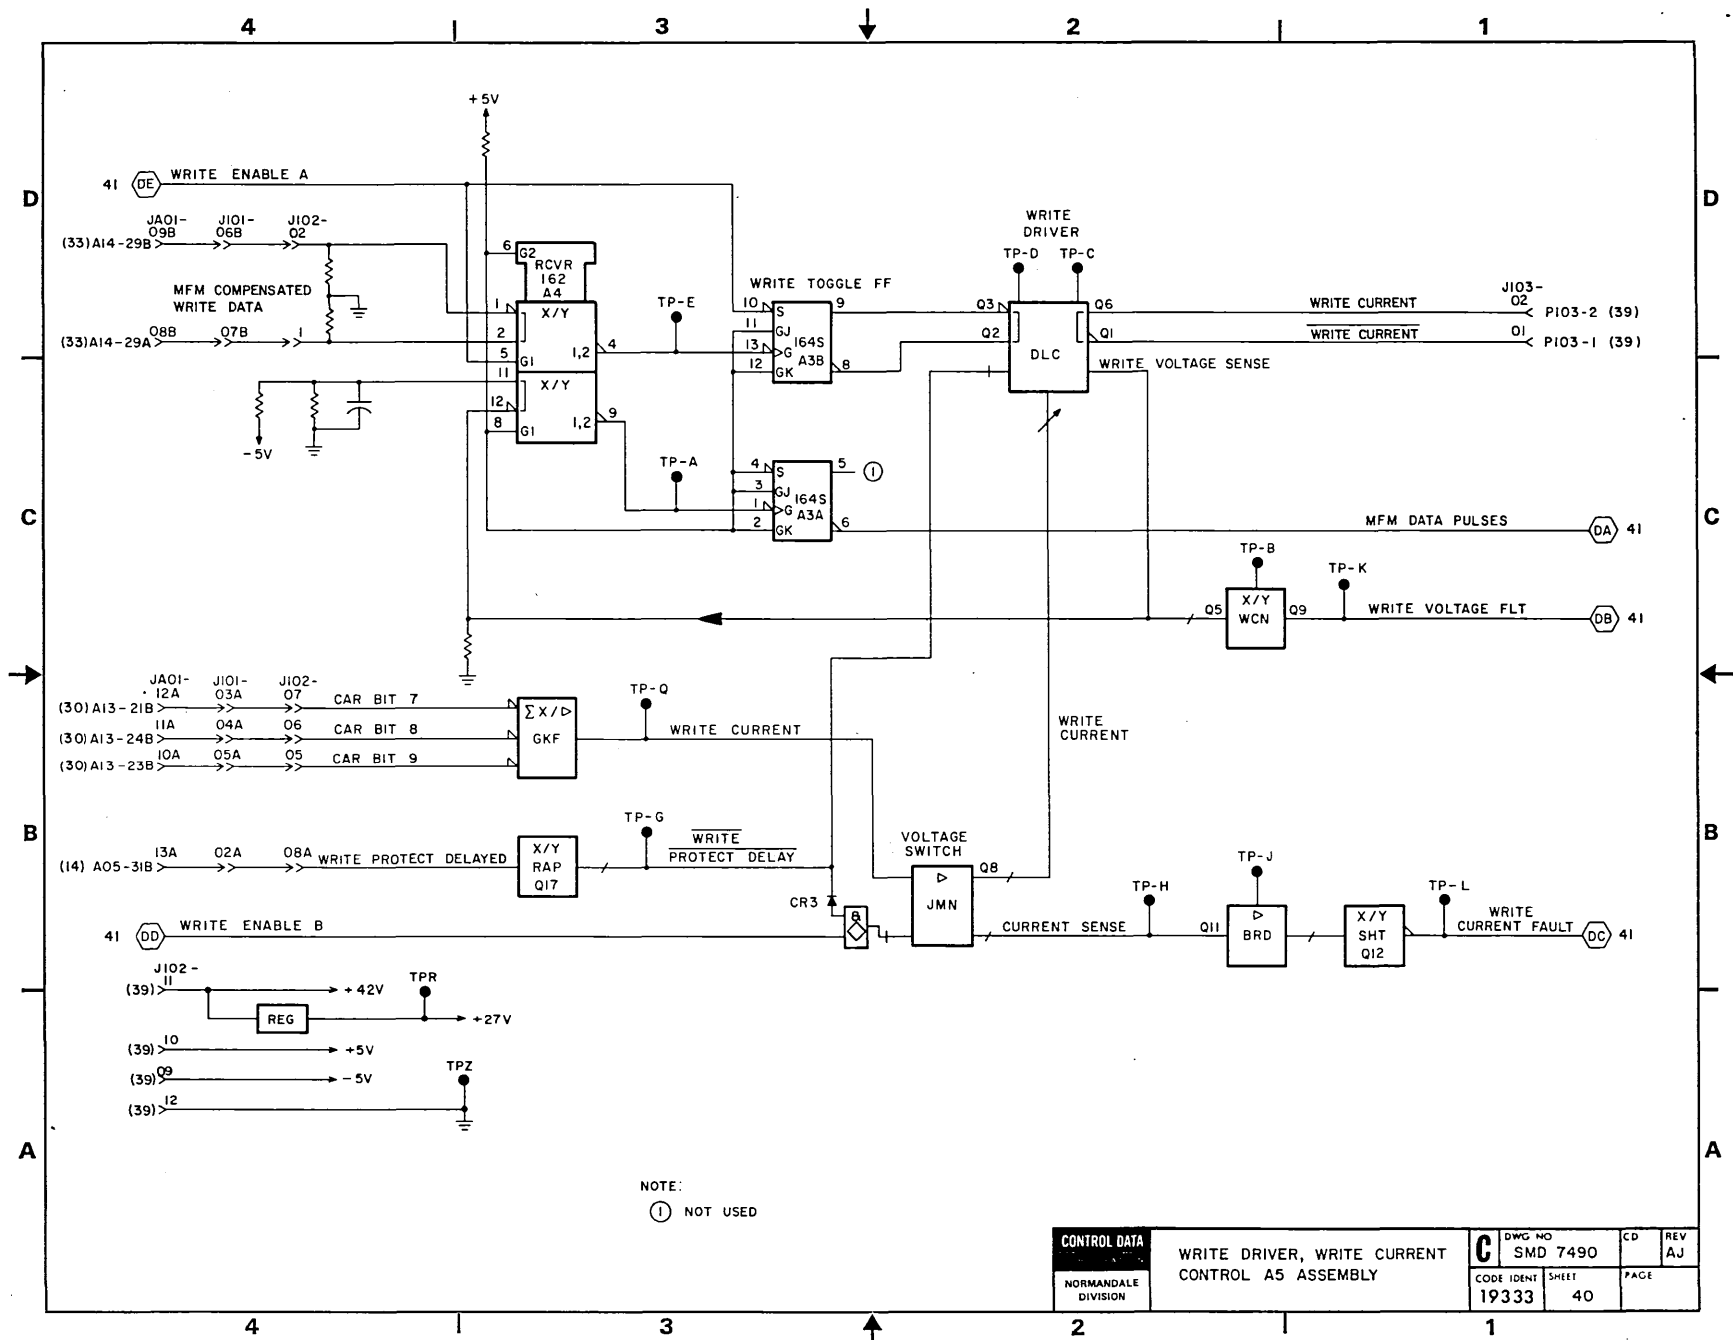 4 3 2 1
+5V
41 DE WRITE ENABLE A
D D
JA01- J101- J102-
(33)A14-29B 09B 06B 02
MFM COMPENSATED
WRITE DATA
(33)A14-29A 08B 07B 1
6 G2
RCVR
162
A4
1 X/Y
2
5 G1 1,2 4
11 X/Y
12
8 G1 1,2 9
-5V
TP-E
TP-A
WRITE TOGGLE FF
10 S 9
11 GJ
13 G 164S
A3B
12 GK 8
4 S 5 1
3 GJ
1 G 164S
A3A
2 GK 6
WRITE
DRIVER
TP-D TP-C
Q3 Q6
Q2 Q1
DLC
WRITE CURRENT
WRITE CURRENT
J103-
02 P103-2 (39)
01 P103-1 (39)
WRITE VOLTAGE SENSE
C C
MFM DATA PULSES DA 41
TP-B
TP-K
Q5 X/Y Q9
WCN
WRITE VOLTAGE FLT DB 41
JA01- J101- J102-
(30)A13-21B 12A 03A 07 CAR BIT 7
(30)A13-24B 11A 04A 06 CAR BIT 8
(30)A13-23B 10A 05A 05 CAR BIT 9
Σ X/▷
GKF
TP-Q
WRITE CURRENT
WRITE
CURRENT
B B
(14) A05-31B 13A 02A 08A WRITE PROTECT DELAYED
X/Y
RAP
Q17
TP-G
WRITE
PROTECT DELAY
CR3
&
41 DD WRITE ENABLE B
VOLTAGE
SWITCH
▷ Q8
JMN
CURRENT SENSE
TP-H
TP-J
Q11 ▷
BRD
X/Y
SHT
Q12
TP-L
WRITE
CURRENT FAULT DC 41
J102-
(39) 11 +42V
REG TPR +27V
(39) 10 +5V
(39) 09 -5V
TPZ
(39) 12
A A
NOTE:
1 NOT USED
CONTROL DATA
NORMANDALE
DIVISION
WRITE DRIVER, WRITE CURRENT
CONTROL A5 ASSEMBLY
C DWG NO SMD 7490 CD REV AJ
CODE IDENT 19333 SHEET 40 PAGE
4 3 2 1